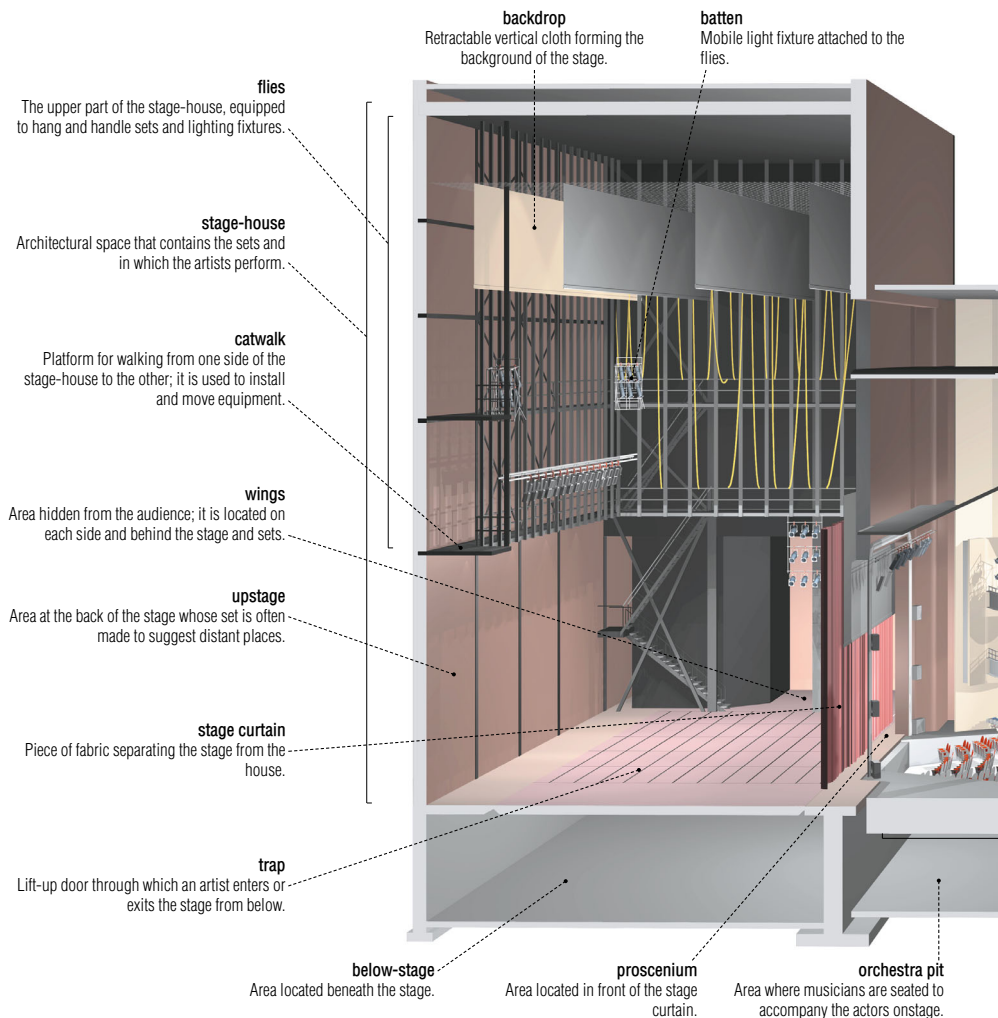 backdrop
Retractable vertical cloth forming the
background of the stage.
batten
Mobile light fixture attached to the
flies.
flies
The upper part of the stage-house, equipped
to hang and handle sets and lighting fixtures.
stage-house
Architectural space that contains the sets and
in which the artists perform.
catwalk
Platform for walking from one side of the
stage-house to the other; it is used to install
and move equipment.
wings
Area hidden from the audience; it is located on
each side and behind the stage and sets.
upstage
Area at the back of the stage whose set is often
made to suggest distant places.
stage curtain
Piece of fabric separating the stage from the
house.
trap
Lift-up door through which an artist enters or
exits the stage from below.
below-stage
Area located beneath the stage.
proscenium
Area located in front of the stage
curtain.
orchestra pit
Area where musicians are seated to
accompany the actors onstage.